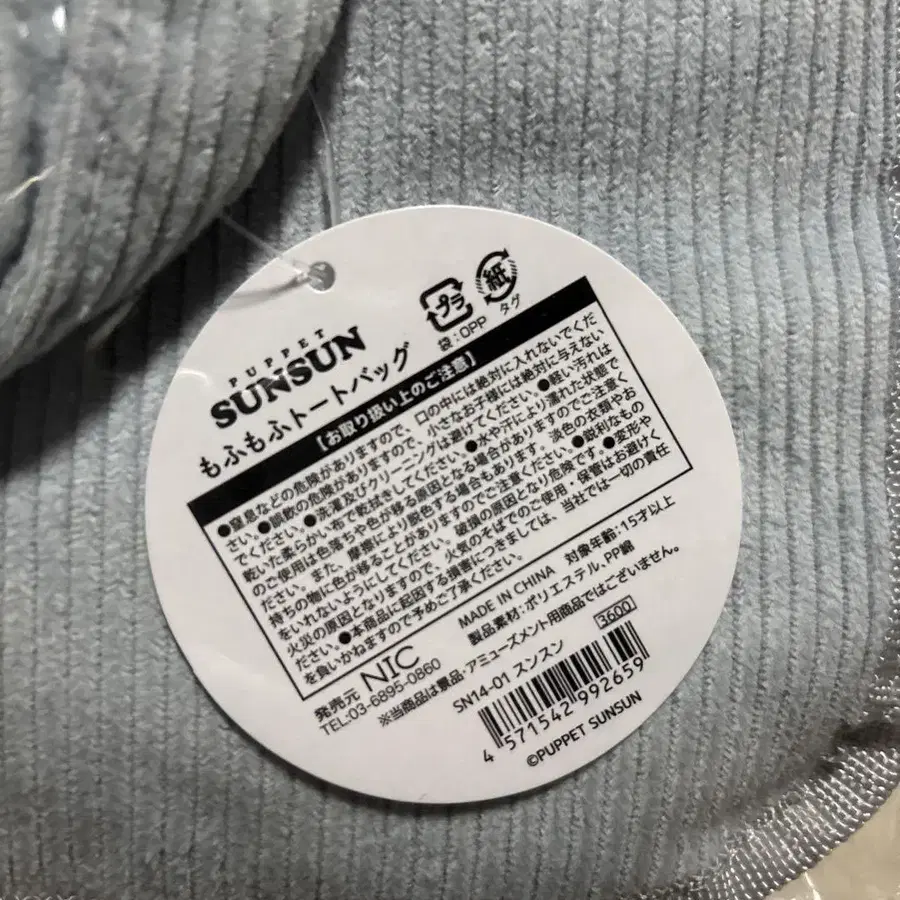 PUPPET
SUNSUN
もふもふトートバッグ
プラ
袋:OPP
紙
タグ
【お取り扱い上のご注意】
●窒息などの危険がありますので、口の中には絶対に入れないでくだ
さい。●誤飲の危険がありますので、小さなお子様には絶対に与えない
でください。●洗濯及びクリーニングは避けてください。●軽い汚れは
乾いた柔らかい布で乾拭きしてください。●水や汗により濡れた状態で
のご使用は色落ちや色が移る原因となる場合がありますのでご注意く
ださい。また、摩擦により脱色する場合もあります。淡色の衣類やお
持ちの物に色が移ることがありますのでご注意ください。●鋭利なもの
をいれないようにしてください。破損の原因となり危険です。●変形や
火災の原因となりますので、火気のそばでのご使用・保管はお避けく
ださい。●本商品に起因する損害につきましては、当社では一切の責任
を負いかねますので予めご了承ください。
発売元 NIC
TEL:03-6895-0860
MADE IN CHINA 対象年齢:15才以上
製品素材:ポリエステル、PP綿
※当商品は景品・アミューズメント用商品ではございません。
SN14-01 スンスン
3600
4 571542 992659
©PUPPET SUNSUN